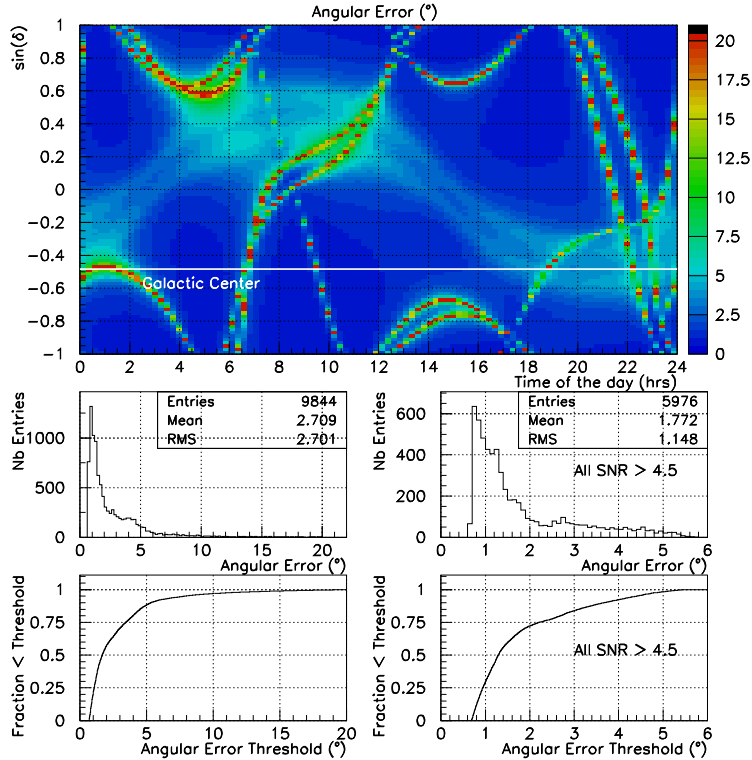 Angular Error (°)
sin(δ)
1
0.8
0.6
0.4
0.2
0
−0.2
−0.4
−0.6
−0.8
−1
Galactic Center
0 2 4 6 8 10 12 14 16 18 20 22 24
Time of the day (hrs)
20
17.5
15
12.5
10
7.5
5
2.5
0
Nb Entries
Entries 9844
Mean 2.709
RMS 2.701
1000
500
0
0 5 10 15 20
Angular Error (°)
Nb Entries
Entries 5976
Mean 1.772
RMS 1.148
All SNR > 4.5
600
400
200
0
0 1 2 3 4 5 6
Angular Error (°)
Fraction < Threshold
1
0.75
0.5
0.25
0
0 5 10 15 20
Angular Error Threshold (°)
Fraction < Threshold
1
0.75
0.5
0.25
0
All SNR > 4.5
0 1 2 3 4 5 6
Angular Error Threshold (°)